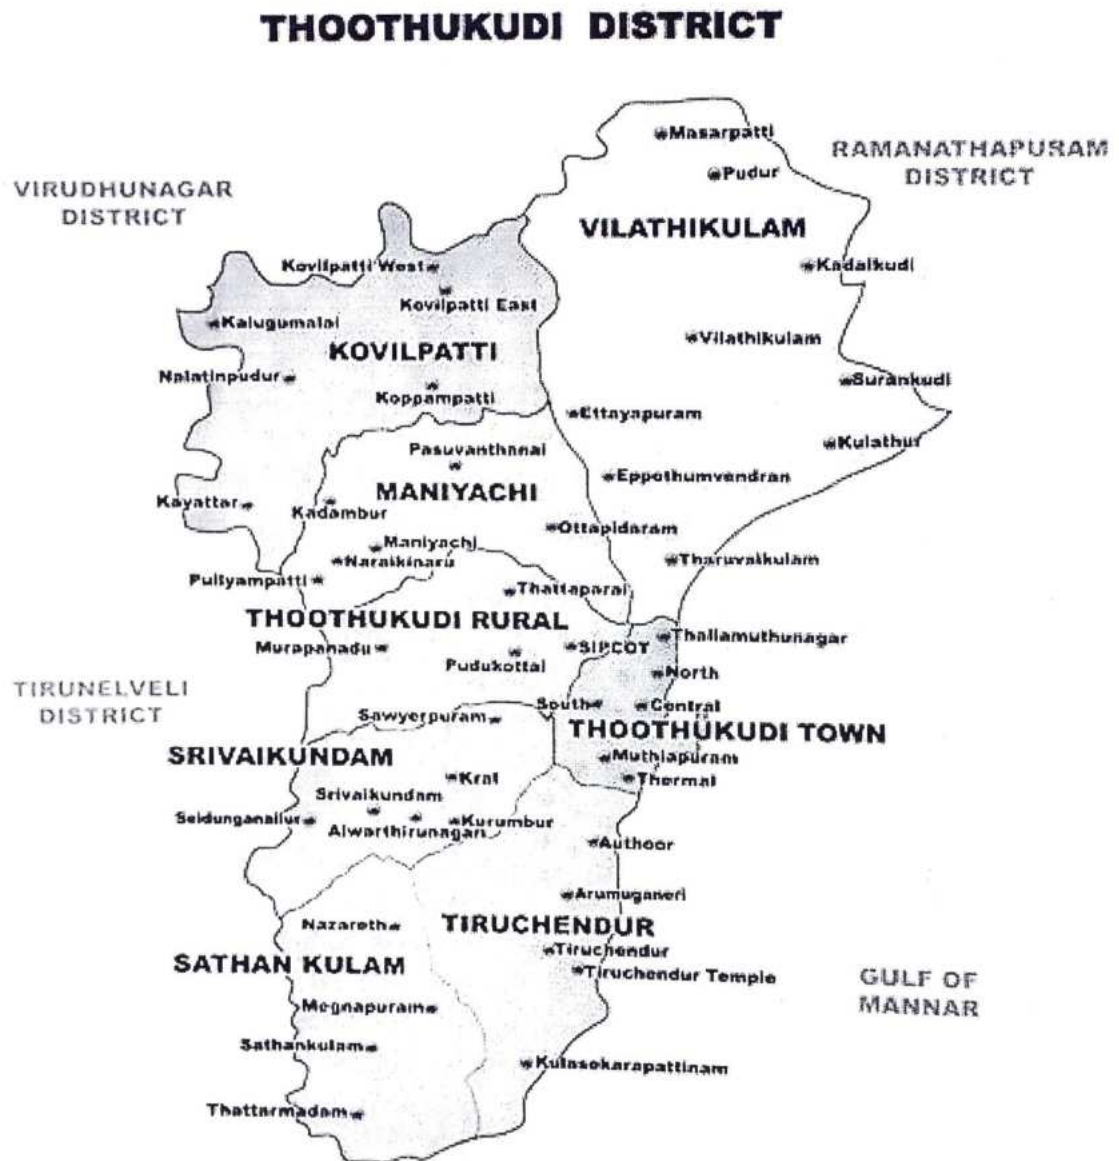 THOOTHUKUDI DISTRICT
Masarpatti
RAMANATHAPURAM
DISTRICT
Pudur
VIRUDHUNAGAR
DISTRICT
VILATHIKULAM
Kovilpatti West
Kadalkudi
Kovilpatti East
Kalugumalai
Vilathikulam
KOVILPATTI
Nalatinpudur
Surankudi
Koppampatti
Ettayapuram
Kulathur
Pasuvanthanai
Eppothumvendran
MANIYACHI
Kayattar
Kadambur
Ottapidaram
Maniyachi
Naraikinaru
Tharuvaikulam
Puliyampatti
Thattaparai
THOOTHUKUDI RURAL
Thallamuthunagar
Murapanadu
SIPCOT
Pudukottai
North
TIRUNELVELI
DISTRICT
South
Central
Sawyerpuram
THOOTHUKUDI TOWN
SRIVAIKUNDAM
Muthiapuram
Kral
Thermal
Srivaikundam
Seidunganallur
Alwarthirunagari
Kurumbur
Authoor
Arumuganeri
Nazareth
TIRUCHENDUR
Tiruchendur
SATHAN KULAM
Tiruchendur Temple
GULF OF
MANNAR
Megnapuram
Sathankulam
Kulasekarapattinam
Thattarmadam